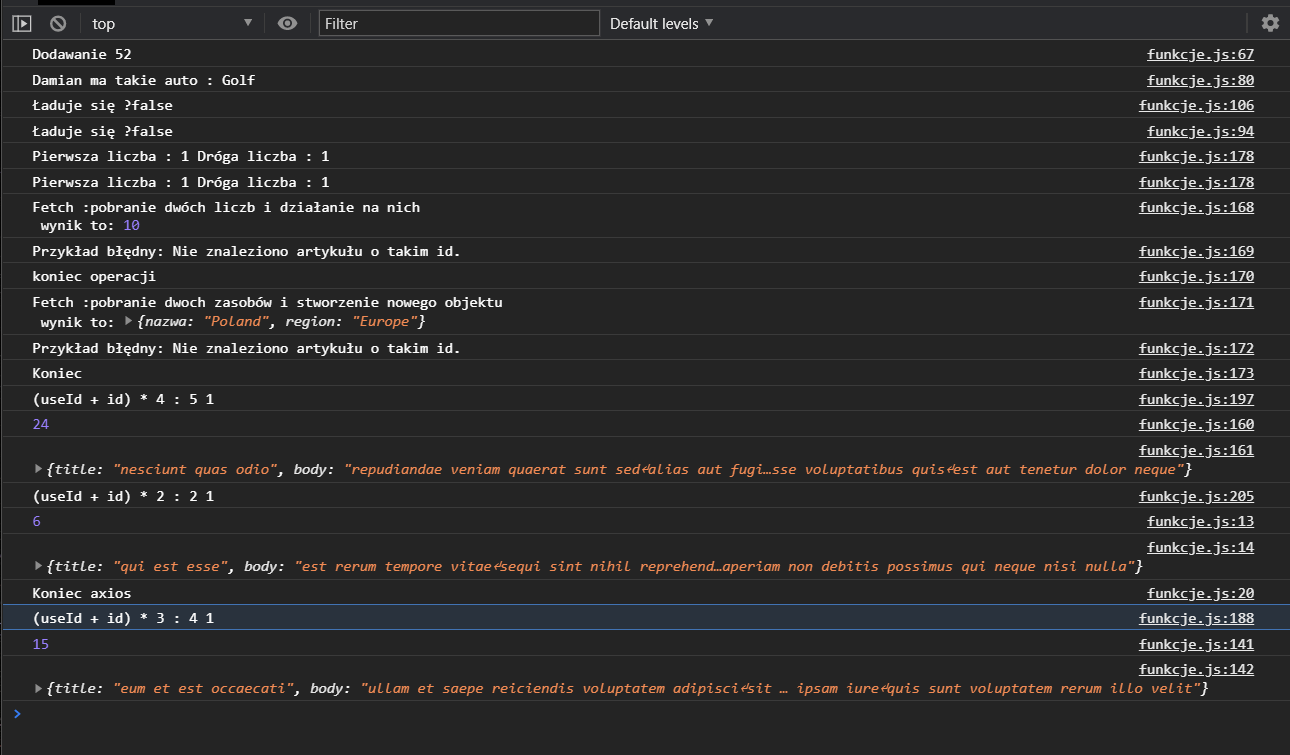 top
Filter
Default levels
Dodawanie 52 funkcje.js:67
Damian ma takie auto : Golf funkcje.js:80
Ładuje się ?false funkcje.js:106
Ładuje się ?false funkcje.js:94
Pierwsza liczba : 1 Dróga liczba : 1 funkcje.js:178
Pierwsza liczba : 1 Dróga liczba : 1 funkcje.js:178
Fetch :pobranie dwóch liczb i działanie na nich funkcje.js:168
wynik to: 10
Przykład błędny: Nie znaleziono artykułu o takim id. funkcje.js:169
koniec operacji funkcje.js:170
Fetch :pobranie dwoch zasobów i stworzenie nowego objektu funkcje.js:171
wynik to: ▶{nazwa: "Poland", region: "Europe"}
Przykład błędny: Nie znaleziono artykułu o takim id. funkcje.js:172
Koniec funkcje.js:173
(useId + id) * 4 : 5 1 funkcje.js:197
24 funkcje.js:160
funkcje.js:161
▶{title: "nesciunt quas odio", body: "repudiandae veniam quaerat sunt sed↵alias aut fugi…sse voluptatibus quis↵est aut tenetur dolor neque"}
(useId + id) * 2 : 2 1 funkcje.js:205
6 funkcje.js:13
funkcje.js:14
▶{title: "qui est esse", body: "est rerum tempore vitae↵sequi sint nihil reprehend…aperiam non debitis possimus qui neque nisi nulla"}
Koniec axios funkcje.js:20
(useId + id) * 3 : 4 1 funkcje.js:188
15 funkcje.js:141
funkcje.js:142
▶{title: "eum et est occaecati", body: "ullam et saepe reiciendis voluptatem adipisci↵sit … ipsam iure↵quis sunt voluptatem rerum illo velit"}
>